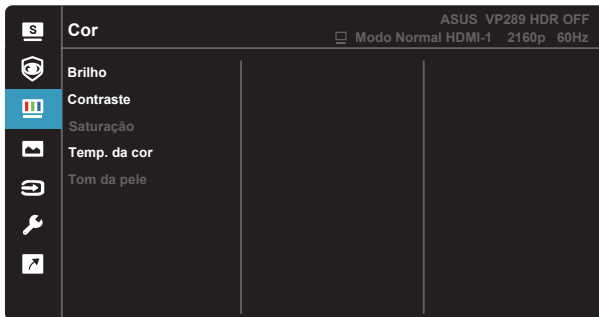 S
Cor
ASUS VP289 HDR OFF
Modo Normal HDMI-1 2160p 60Hz
Brilho
Contraste
Saturação
Temp. da cor
Tom da pele